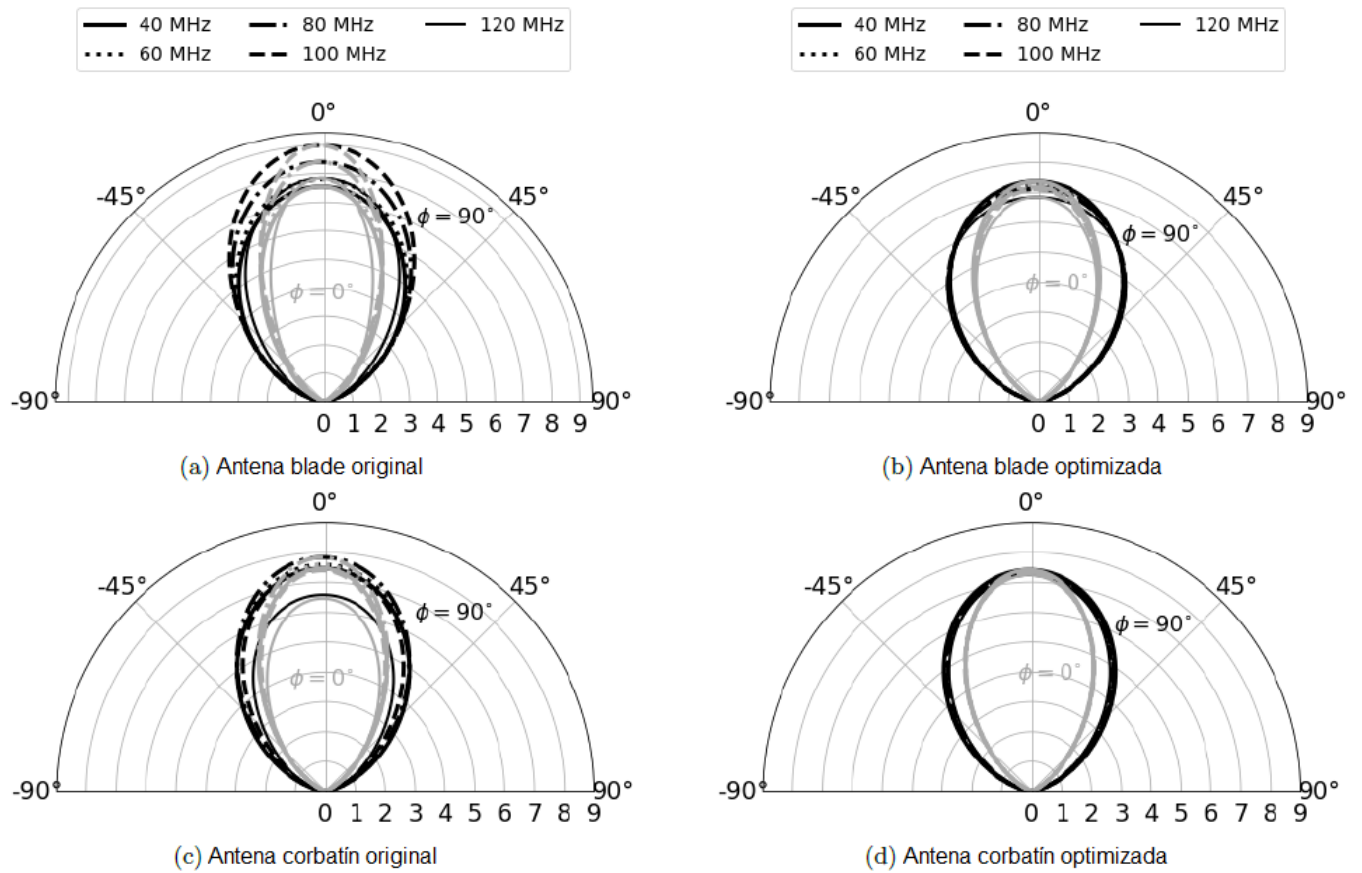 40 MHz 80 MHz 120 MHz
60 MHz 100 MHz
40 MHz 80 MHz 120 MHz
60 MHz 100 MHz
0°
-45° 45°
ϕ = 90°
ϕ = 0°
-90° 90°
0 1 2 3 4 5 6 7 8 9
(a) Antena blade original
0°
-45° 45°
ϕ = 90°
ϕ = 0°
-90° 90°
0 1 2 3 4 5 6 7 8 9
(b) Antena blade optimizada
0°
-45° 45°
ϕ = 90°
ϕ = 0°
-90° 90°
0 1 2 3 4 5 6 7 8 9
(c) Antena corbatín original
0°
-45° 45°
ϕ = 90°
ϕ = 0°
-90° 90°
0 1 2 3 4 5 6 7 8 9
(d) Antena corbatín optimizada